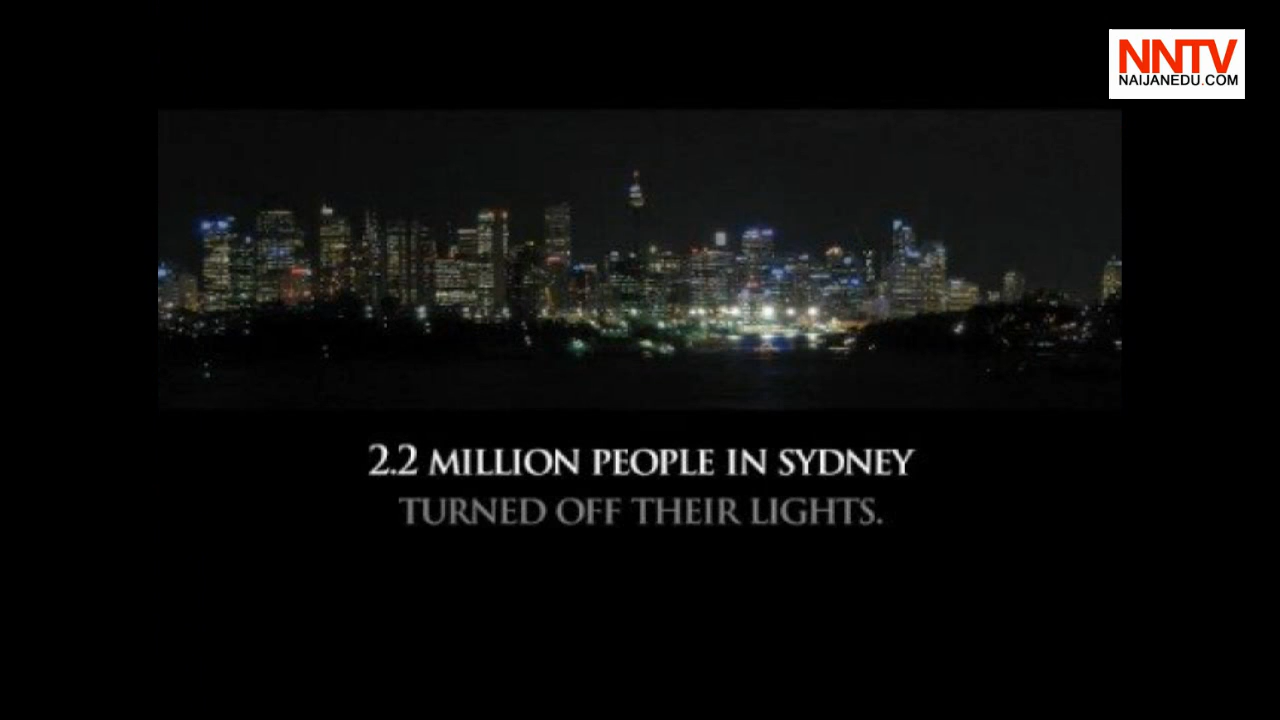 NNTV
NAIJANEDU.COM
2.2 MILLION PEOPLE IN SYDNEY
TURNED OFF THEIR LIGHTS.